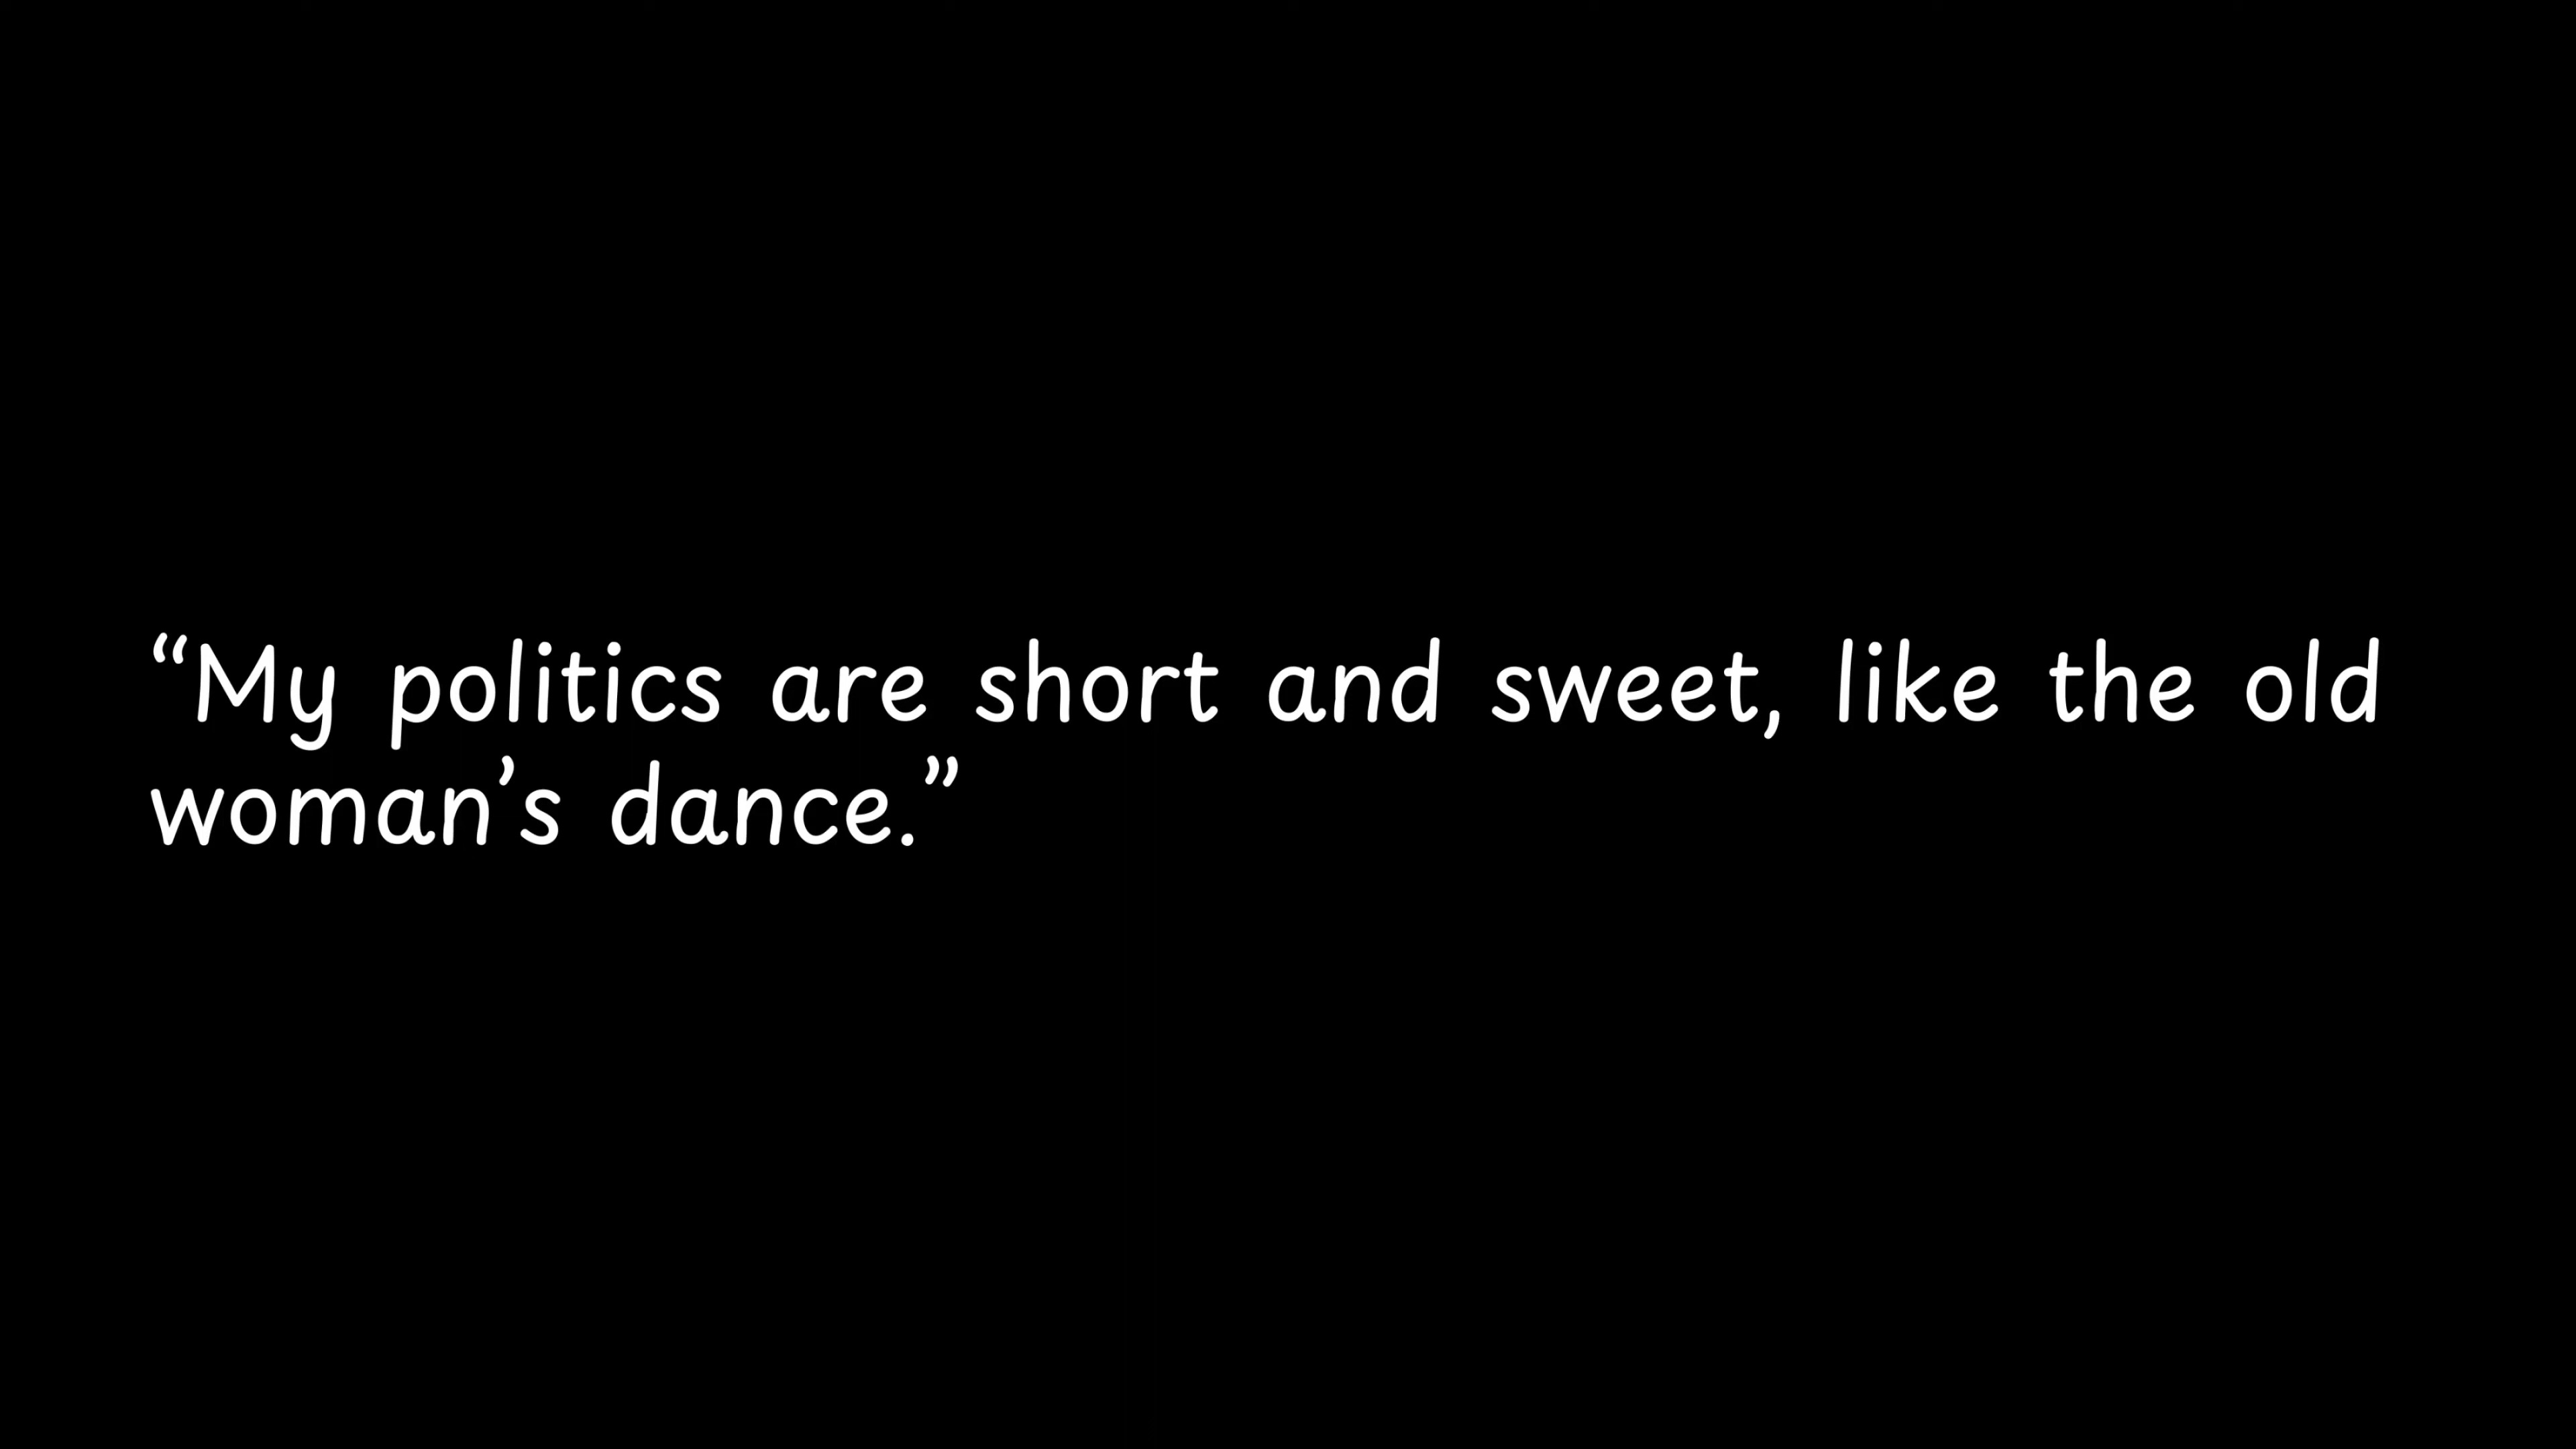 “My politics are short and sweet, like the old
woman’s dance.”